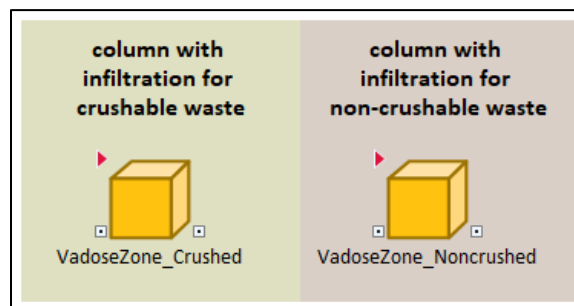 column with
infiltration for
crushable waste
column with
infiltration for
non-crushable waste
VadoseZone_Crushed
VadoseZone_Noncrushed